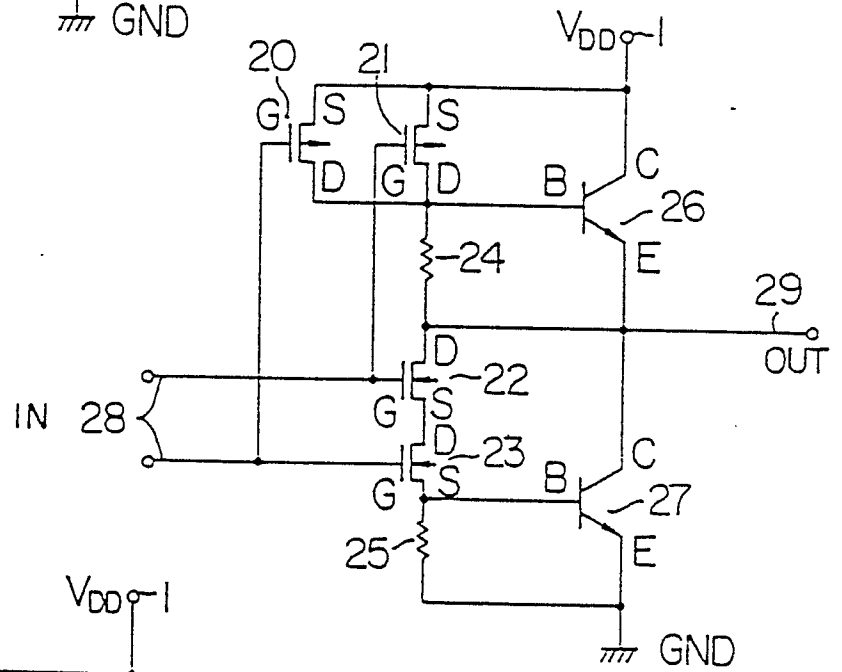 GND
VDD 1
20 21
G S S
D G D
B C
26
E
24
29
OUT
D
22
G S
IN 28
D
23
G S
B C
27
25
E
VDD 1
GND